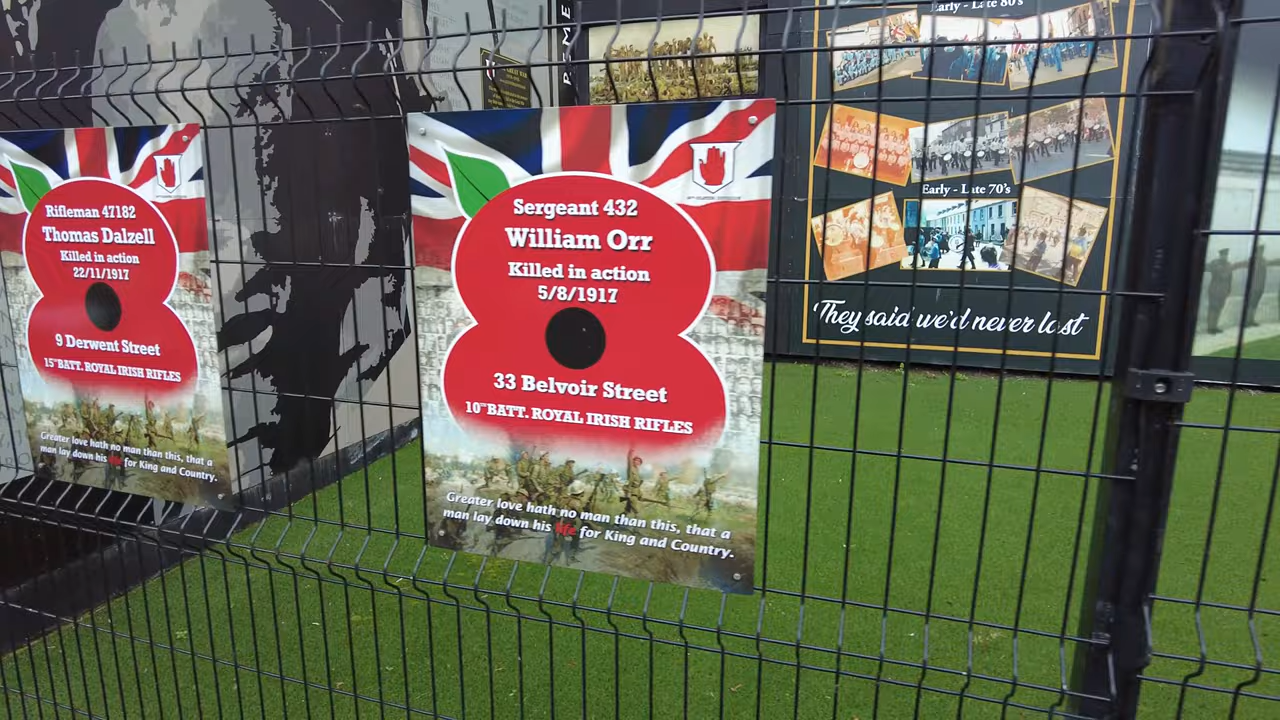 Rifleman 47182
Thomas Dalzell
Killed in action
22/11/1917
9 Derwent Street
15TH BATT. ROYAL IRISH RIFLES
Greater love hath no man than this, that a
man lay down his life for King and Country.
Sergeant 432
William Orr
Killed in action
5/8/1917
33 Belvoir Street
10TH BATT. ROYAL IRISH RIFLES
Greater love hath no man than this, that a
man lay down his life for King and Country.
Early - Late 80's
Early - Late 70's
They said we'd never last